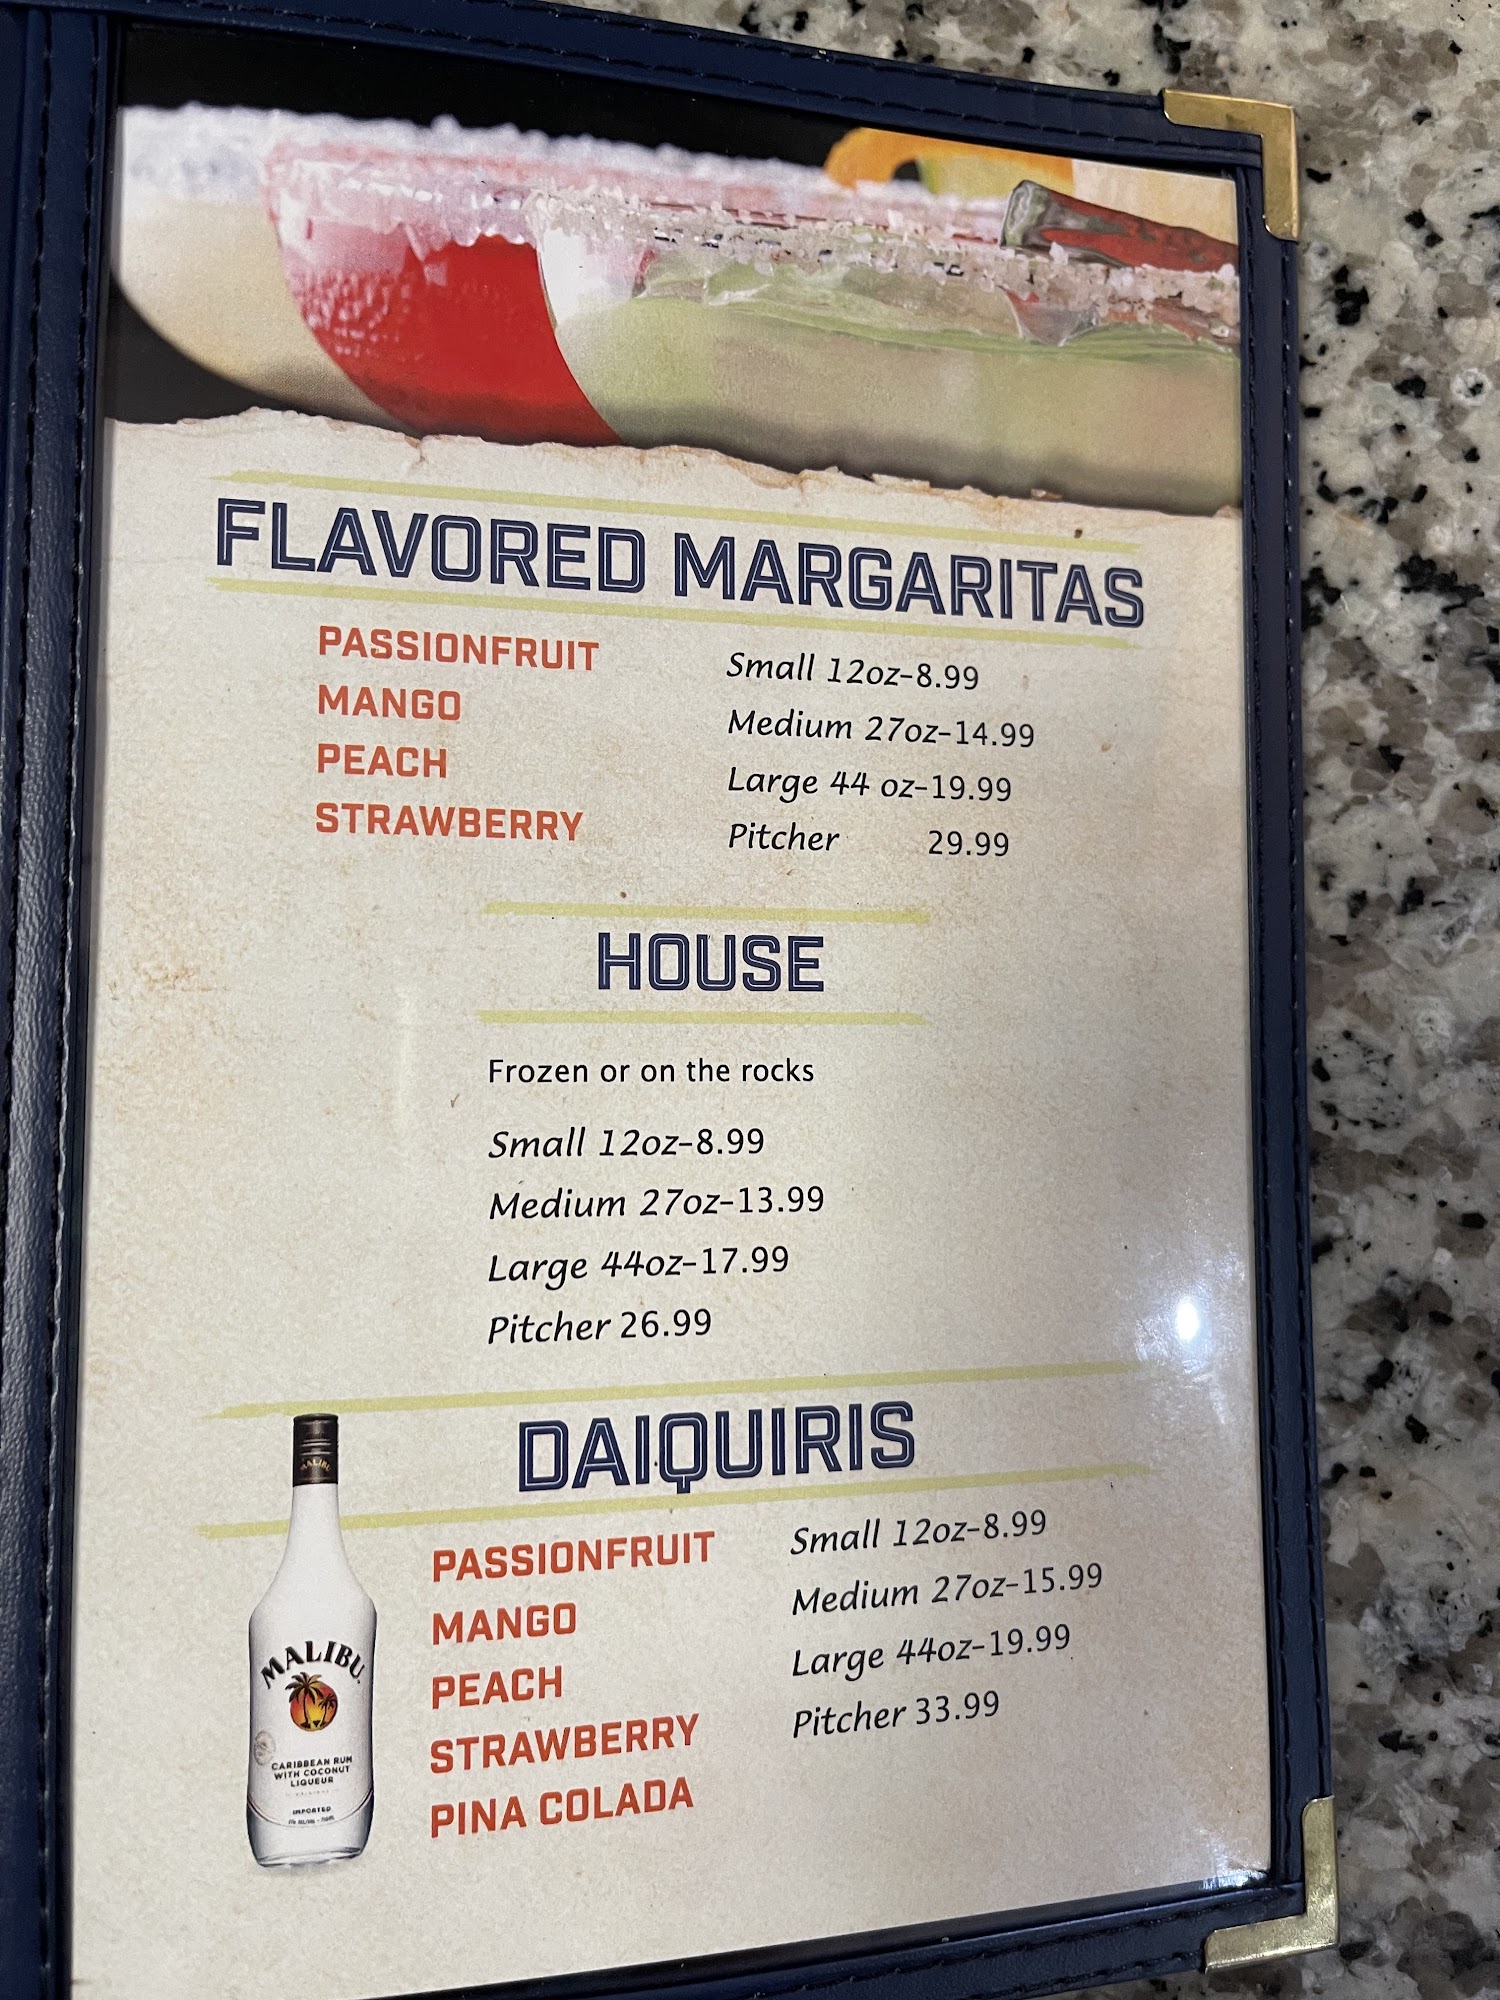 FLAVORED MARGARITAS
PASSIONFRUIT
MANGO
PEACH
STRAWBERRY
Small 12oz-8.99
Medium 27oz-14.99
Large 44 oz-19.99
Pitcher 29.99
HOUSE
Frozen or on the rocks
Small 12oz-8.99
Medium 27oz-13.99
Large 44oz-17.99
Pitcher 26.99
DAIQUIRIS
PASSIONFRUIT
MANGO
PEACH
STRAWBERRY
PINA COLADA
Small 12oz-8.99
Medium 27oz-15.99
Large 44oz-19.99
Pitcher 33.99
MALIBU
MALIBU
CARIBBEAN RUM
WITH COCONUT
LIQUEUR
IMPORTED